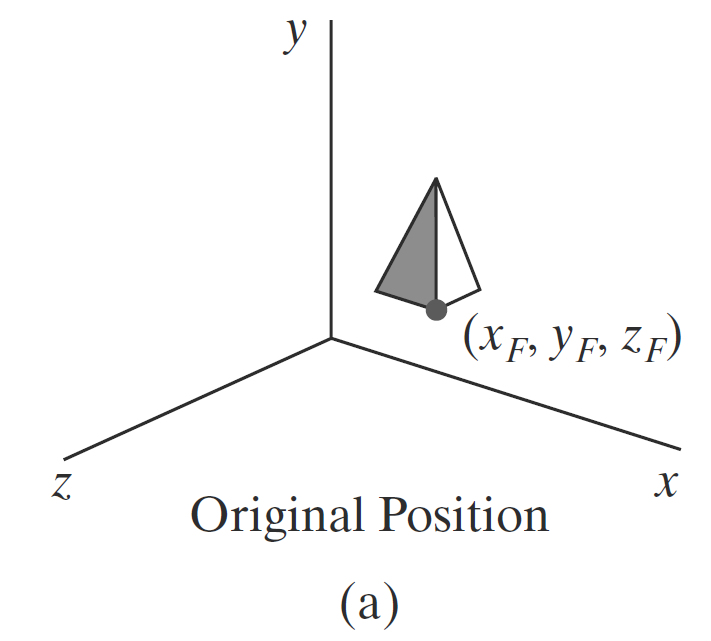 y
(x_F, y_F, z_F)
z
x
Original Position
(a)